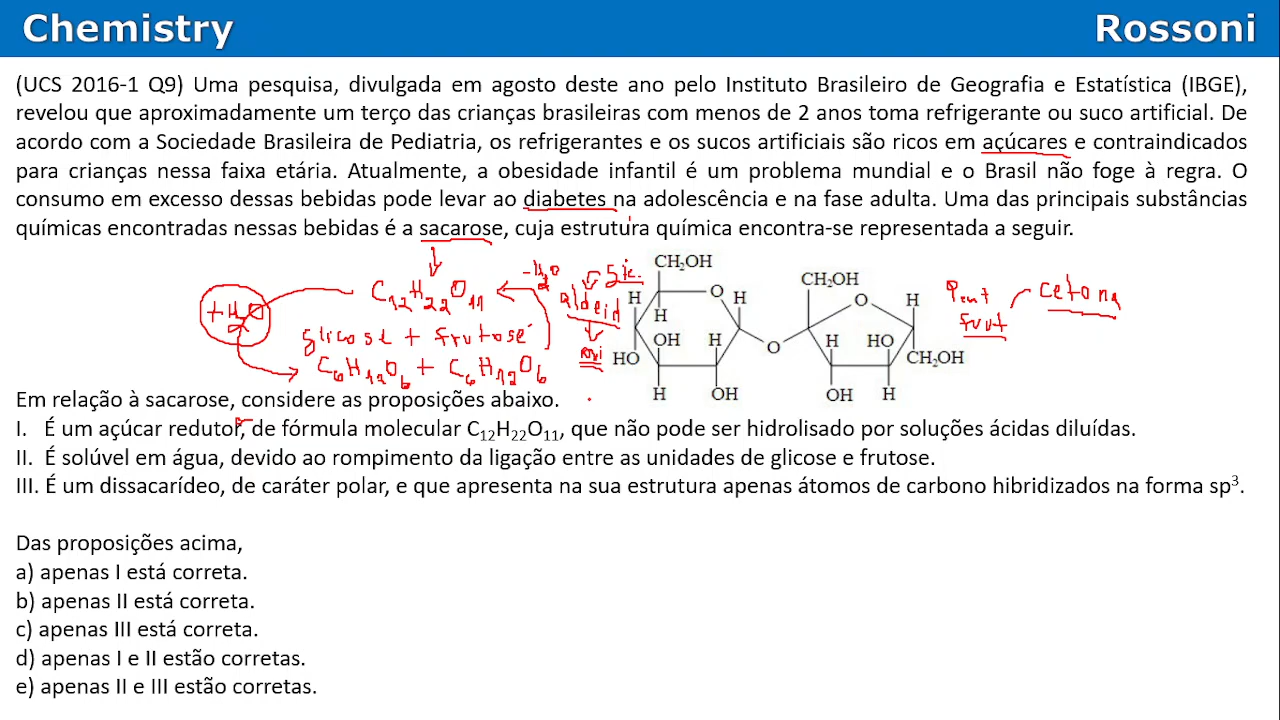 Chemistry
Rossoni
(UCS 2016-1 Q9) Uma pesquisa, divulgada em agosto deste ano pelo Instituto Brasileiro de Geografia e Estatística (IBGE),
revelou que aproximadamente um terço das crianças brasileiras com menos de 2 anos toma refrigerante ou suco artificial. De
acordo com a Sociedade Brasileira de Pediatria, os refrigerantes e os sucos artificiais são ricos em açúcares e contraindicados
para crianças nessa faixa etária. Atualmente, a obesidade infantil é um problema mundial e o Brasil não foge à regra. O
consumo em excesso dessas bebidas pode levar ao diabetes na adolescência e na fase adulta. Uma das principais substâncias
químicas encontradas nessas bebidas é a sacarose, cuja estrutura química encontra-se representada a seguir.
+H₂O
C₁₂H₂₂O₁₁
-H₂O
glicose + frutose
C₆H₁₂O₆ + C₆H₁₂O₆
aldeid
CH₂OH
H O H
H
OH H
HO
H OH
O
CH₂OH
O H
H HO
CH₂OH
OH H
frut
cetona
Em relação à sacarose, considere as proposições abaixo.
I. É um açúcar redutor, de fórmula molecular C₁₂H₂₂O₁₁, que não pode ser hidrolisado por soluções ácidas diluídas.
II. É solúvel em água, devido ao rompimento da ligação entre as unidades de glicose e frutose.
III. É um dissacarídeo, de caráter polar, e que apresenta na sua estrutura apenas átomos de carbono hibridizados na forma sp³.
Das proposições acima,
a) apenas I está correta.
b) apenas II está correta.
c) apenas III está correta.
d) apenas I e II estão corretas.
e) apenas II e III estão corretas.